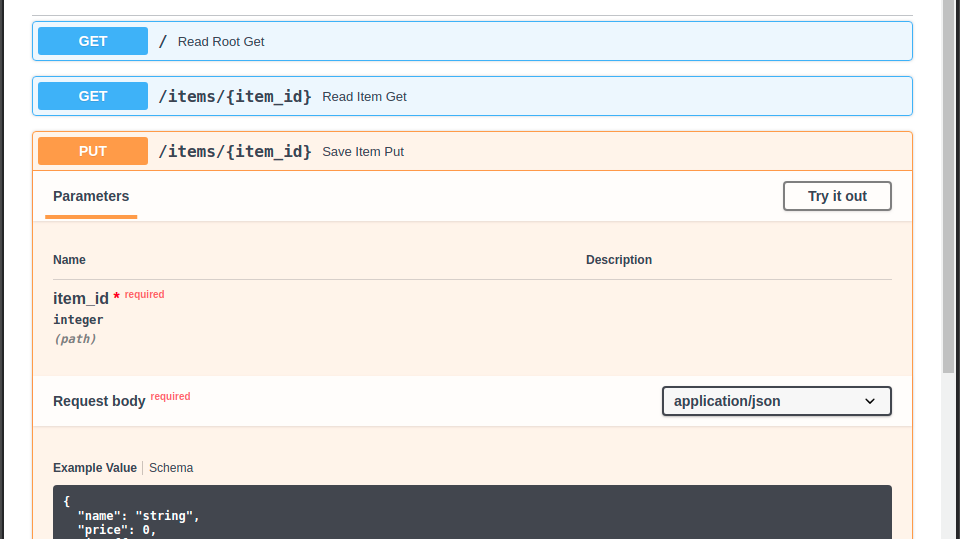 GET / Read Root Get
GET /items/{item_id} Read Item Get
PUT /items/{item_id} Save Item Put
Parameters Try it out
Name Description
item_id * required
integer
(path)
Request body required application/json
Example Value Schema
{
"name": "string",
"price": 0,